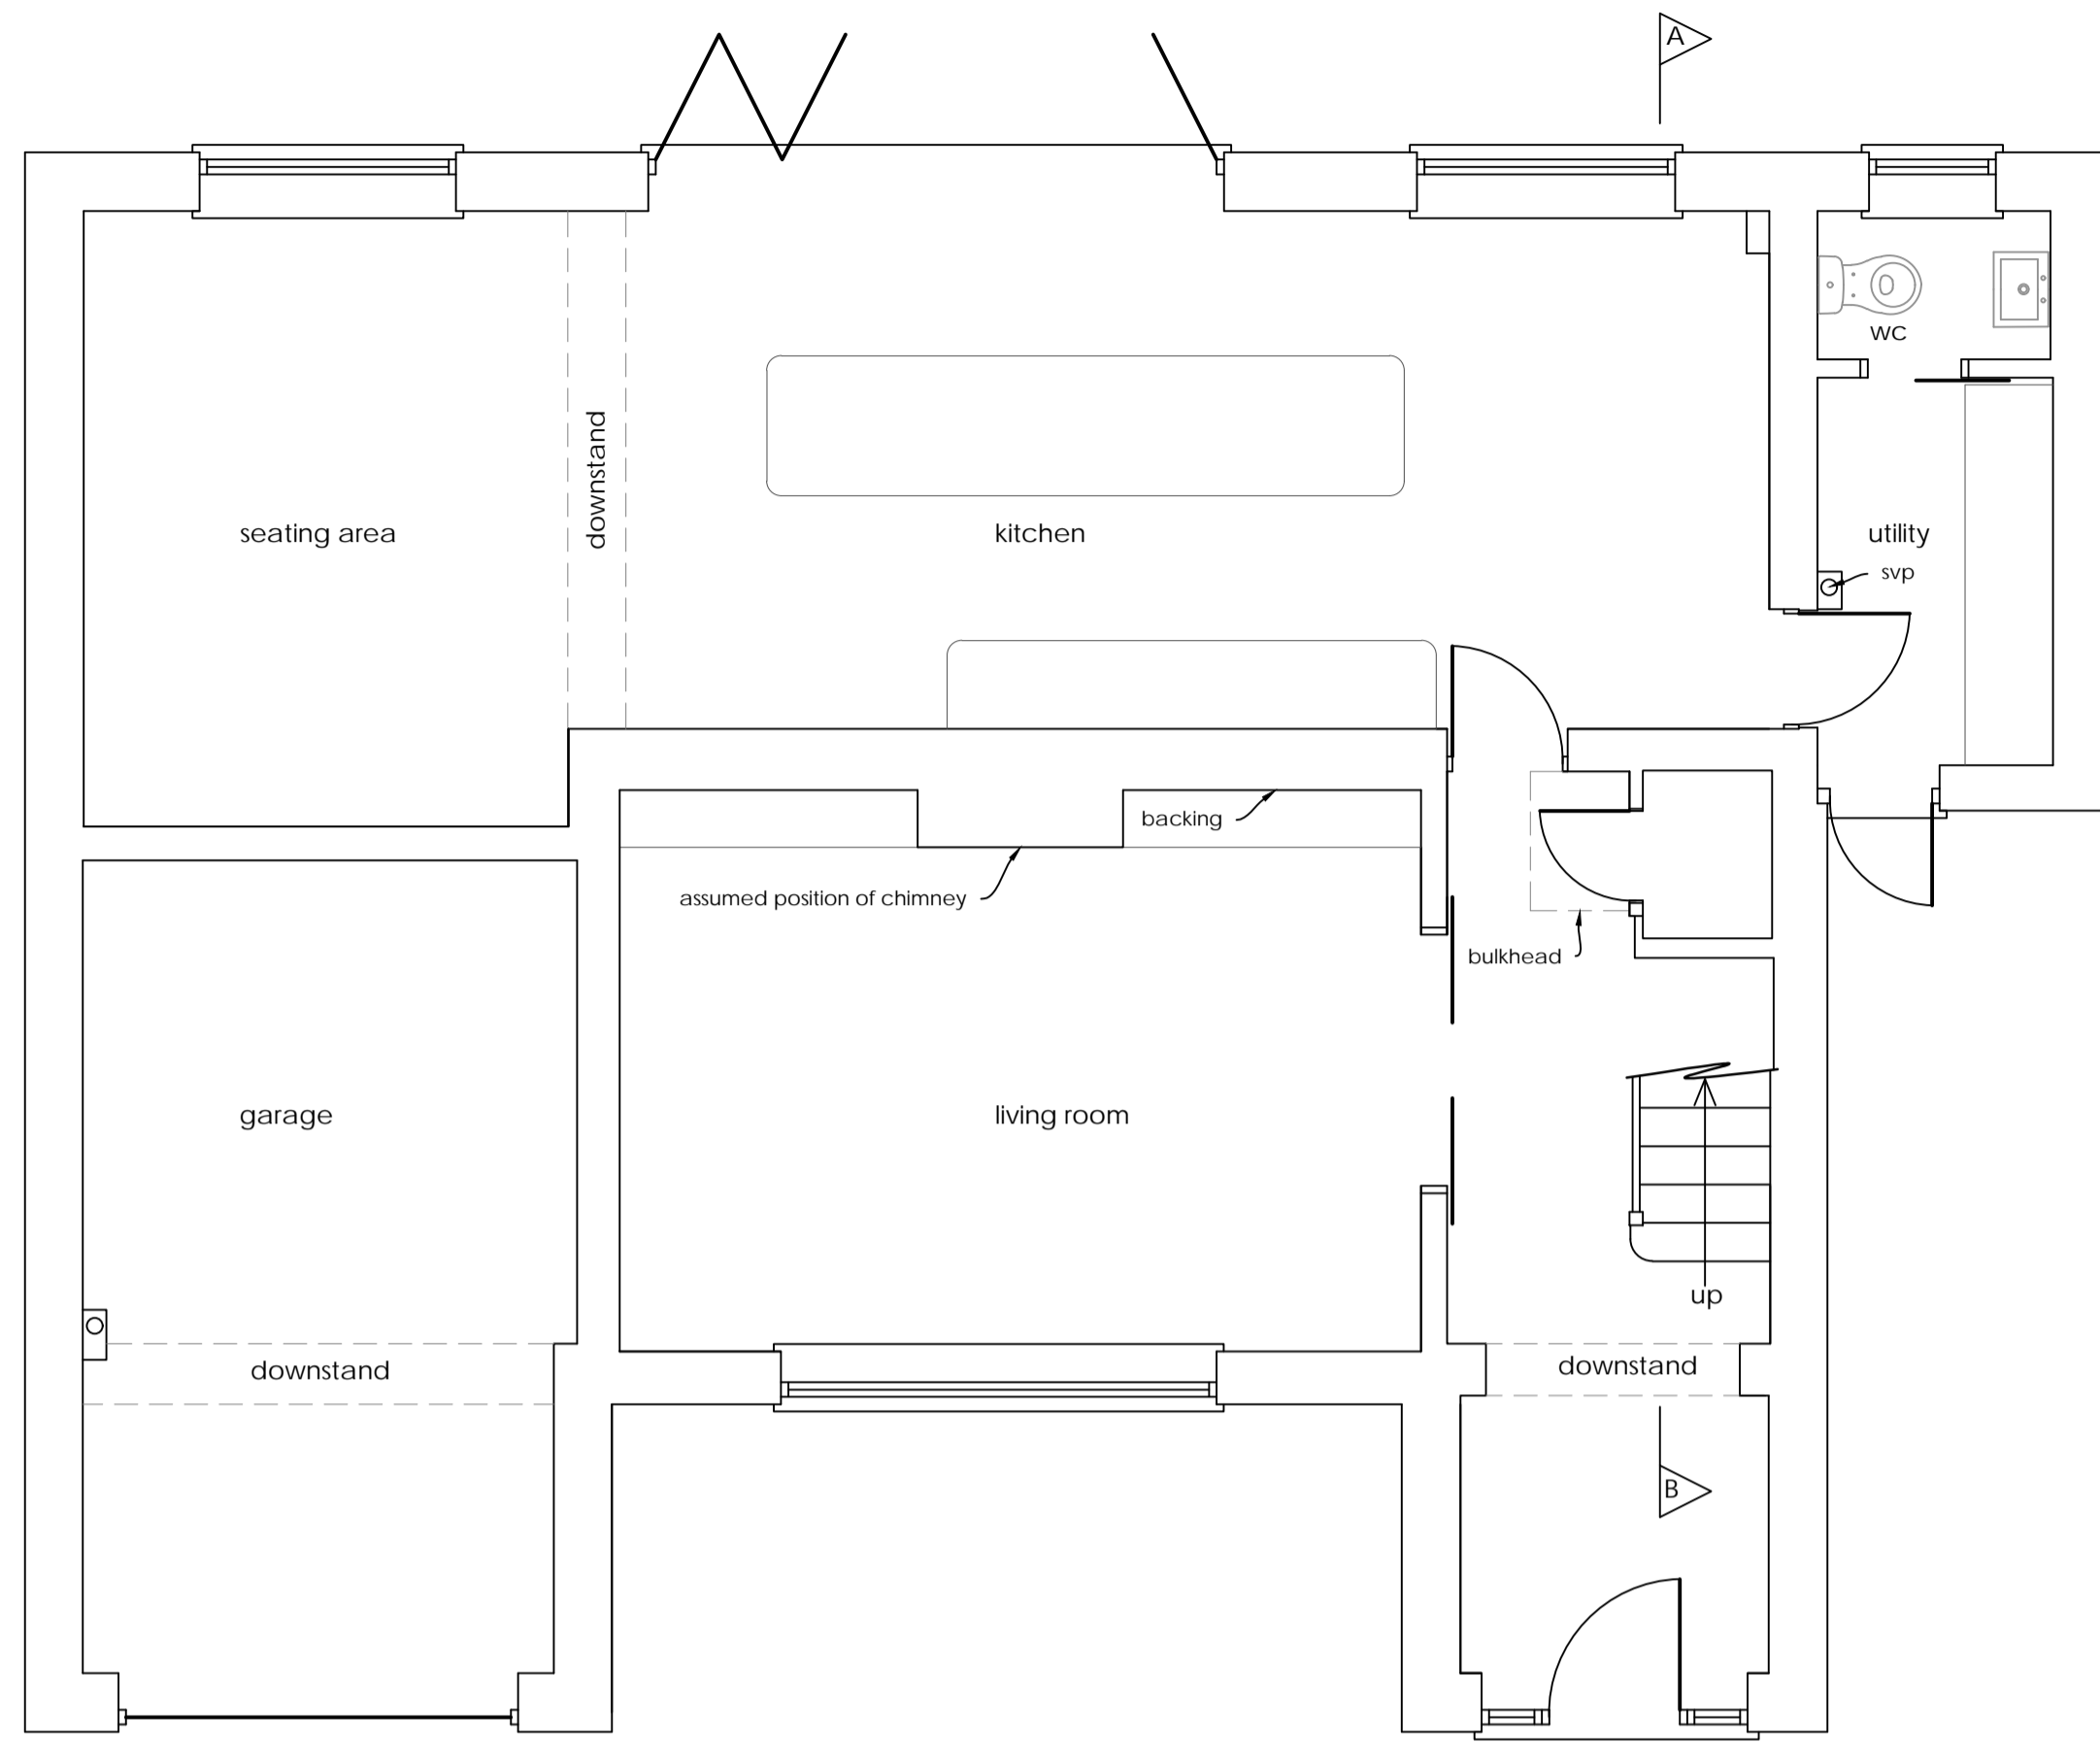 A
WC
downstand
seating area
kitchen
utility
svp
backing
assumed position of chimney
bulkhead
garage
living room
up
downstand
downstand
B